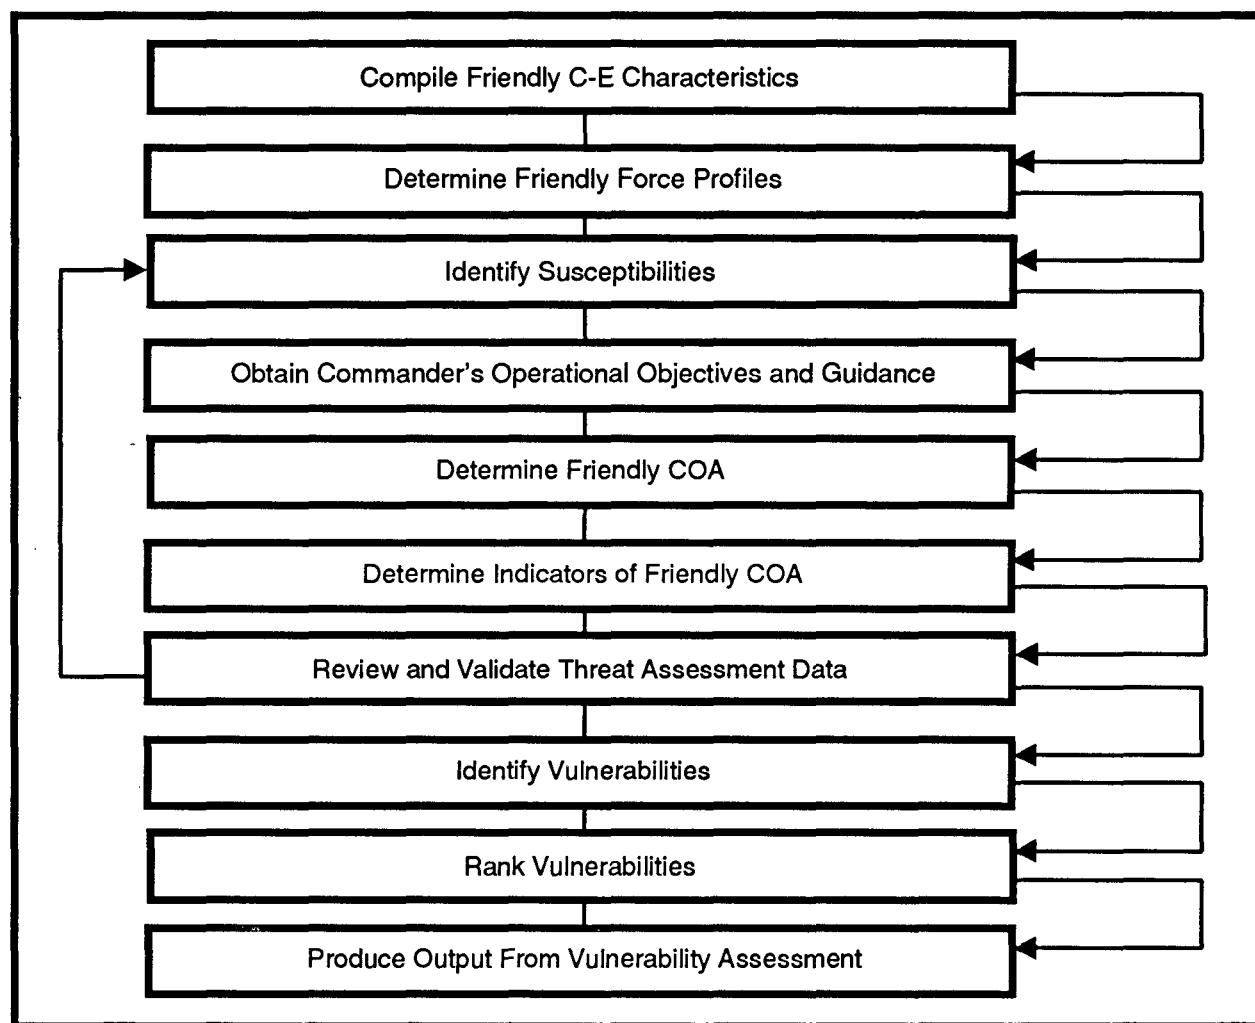 Compile Friendly C-E Characteristics
Determine Friendly Force Profiles
Identify Susceptibilities
Obtain Commander's Operational Objectives and Guidance
Determine Friendly COA
Determine Indicators of Friendly COA
Review and Validate Threat Assessment Data
Identify Vulnerabilities
Rank Vulnerabilities
Produce Output From Vulnerability Assessment